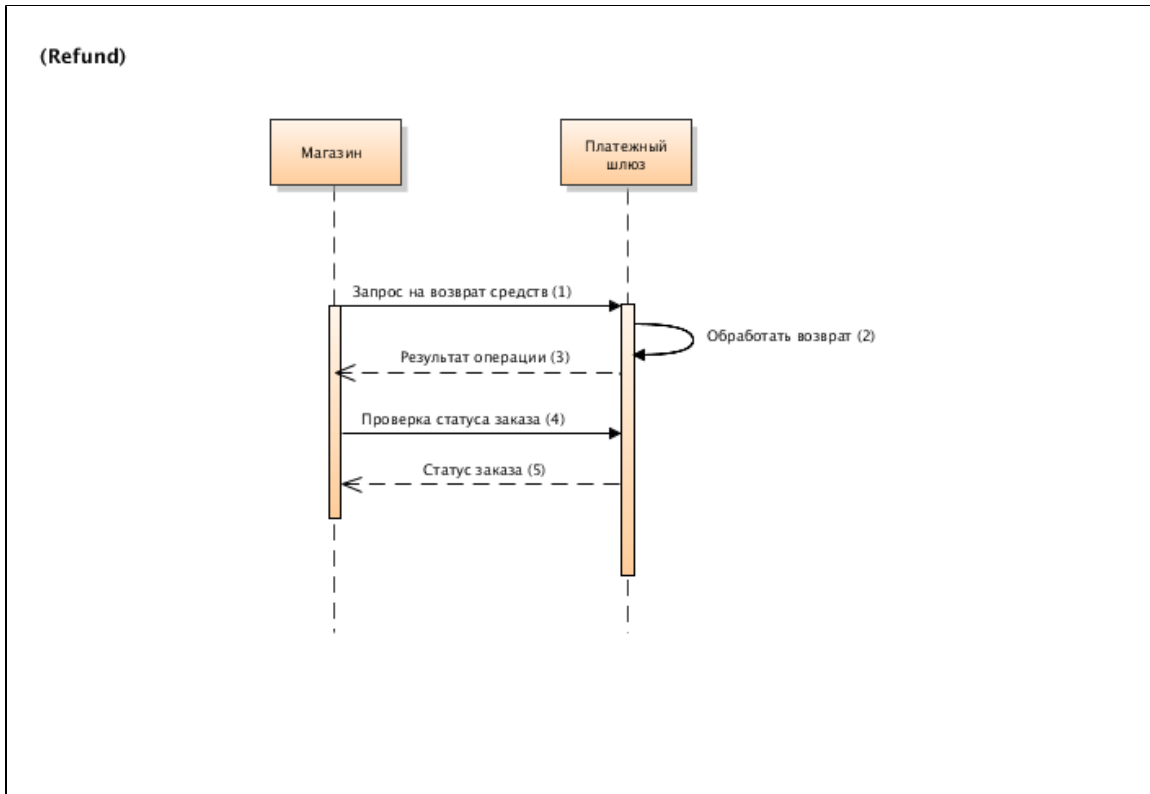 (Refund)
Магазин
Платежный
шлюз
Запрос на возврат средств (1)
Обработать возврат (2)
Результат операции (3)
Проверка статуса заказа (4)
Статус заказа (5)